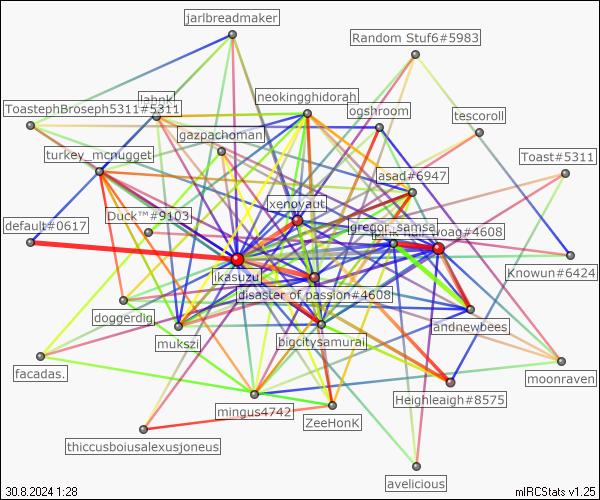 jarlbreadmaker
Random Stuf6#5983
labnk
neokingghidorah
ToastephBroseph5311#5311
ogshroom
tescoroll
gazpachoman
turkey_mcnugget
Toast#5311
asad#6947
xenoyaut
Duck™#9103
default#0617
gregor_samsa
woag#4608
ikasuzu
Knowun#6424
disaster of passion#4608
doggerdig
andnewbees
mukszi
bigcitysamurai
facadas.
moonraven
Heighleaigh#8575
mingus4742
ZeeHonK
thiccusboiusalexusjoneus
avelicious
30.8.2024 1:28
mIRCStats v1.25